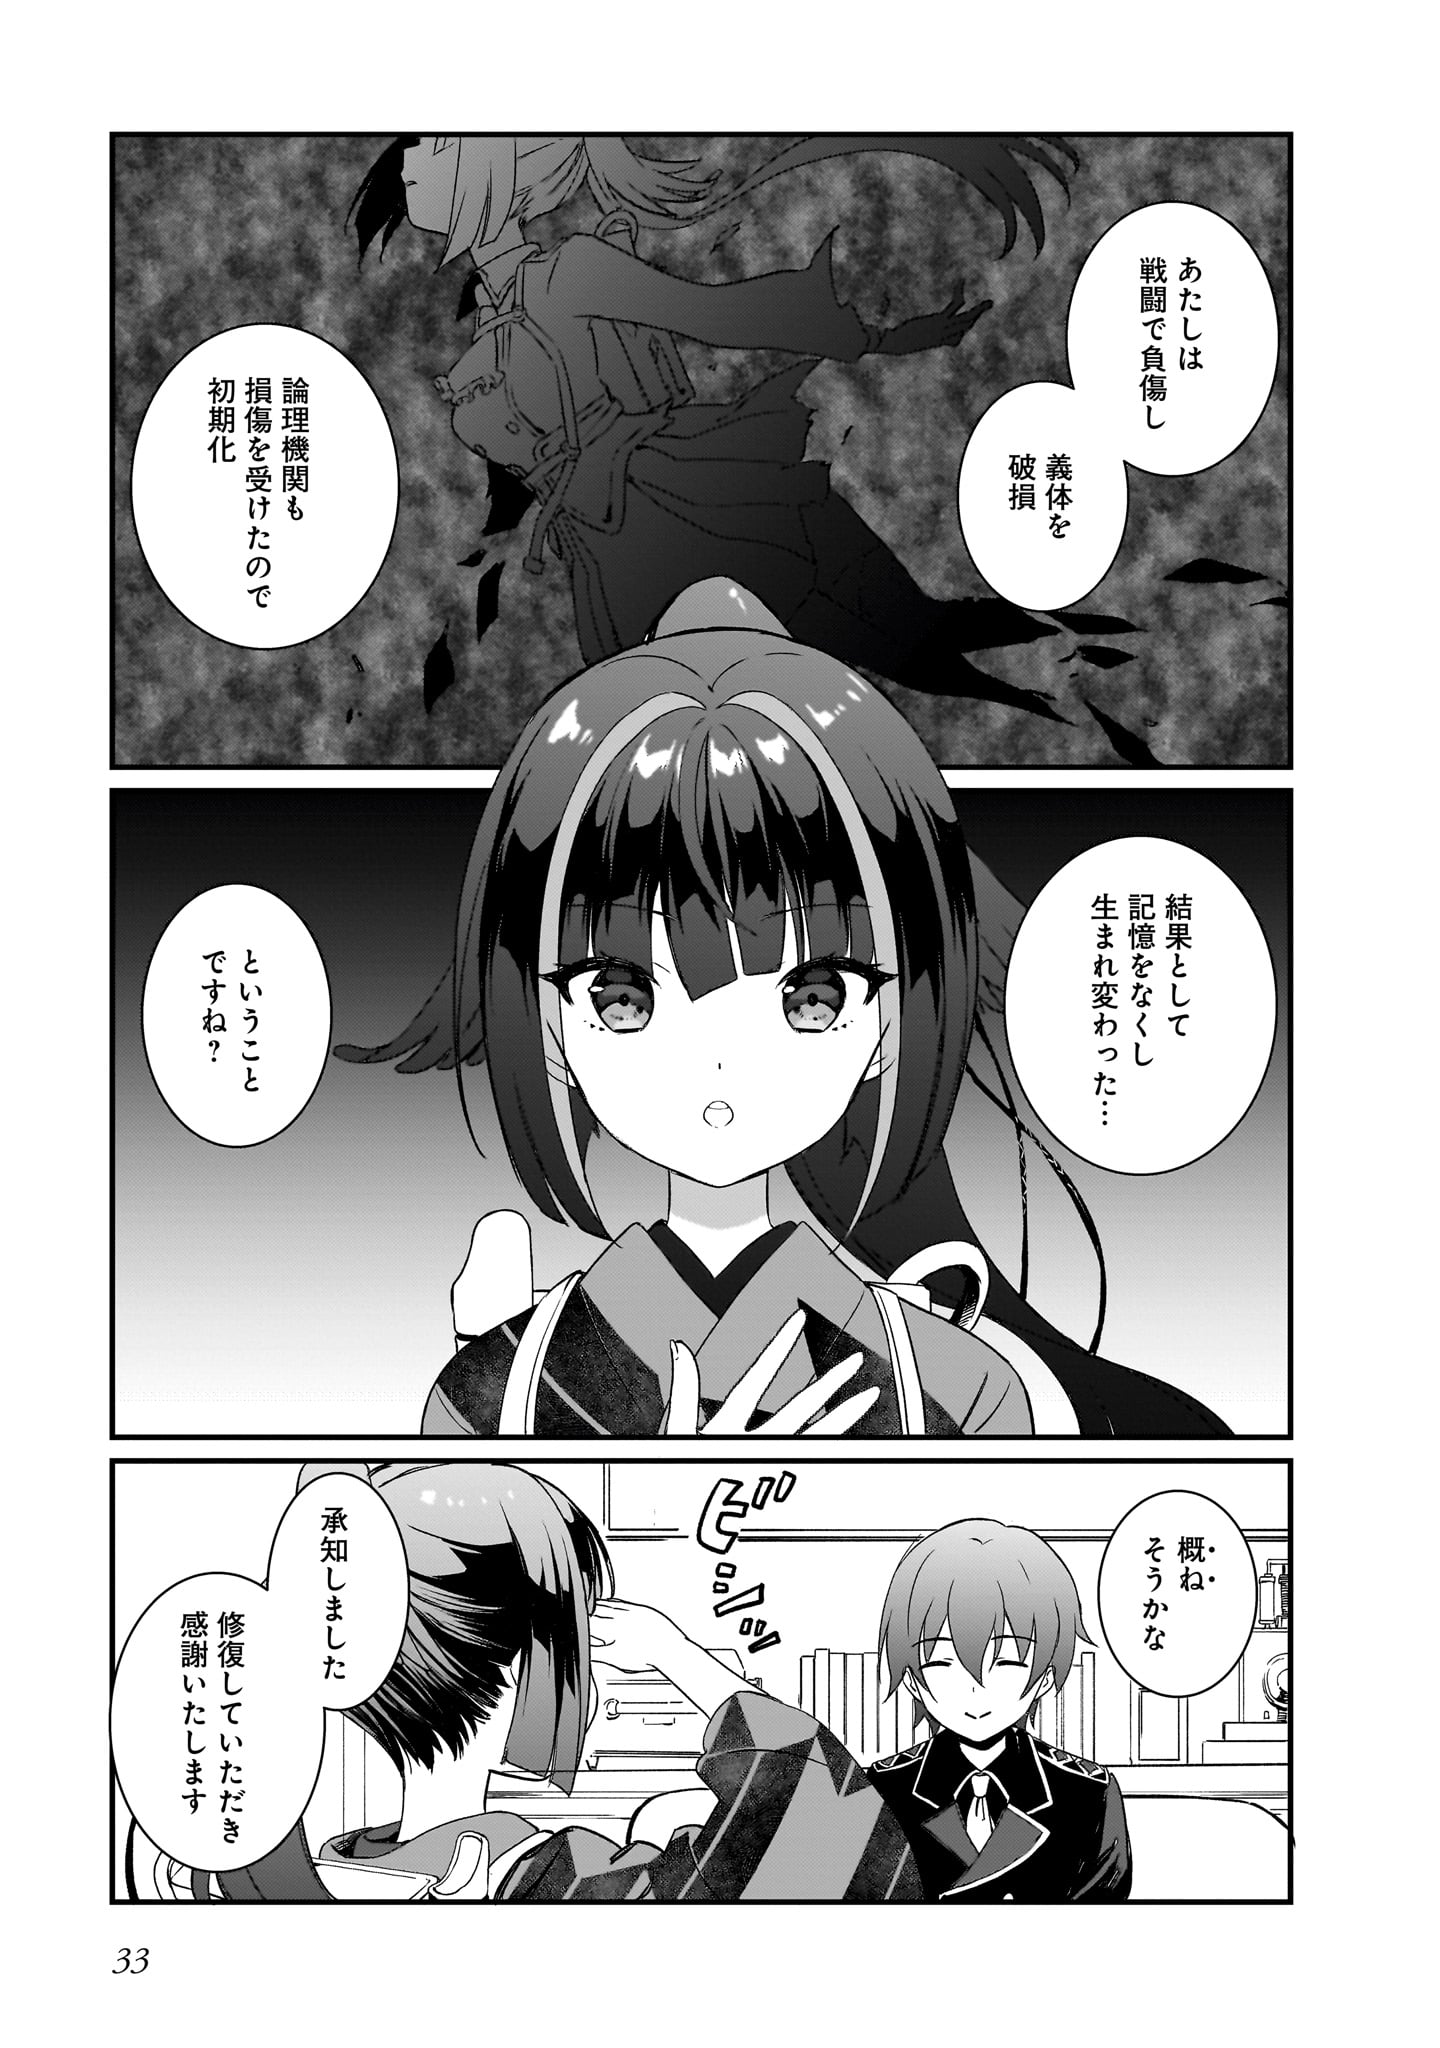 あたしは
戦闘で負傷し
義体を
破損
論理機関も
損傷を受けたので
初期化
結果として
記憶をなくし
生まれ変わった…
ということ
ですね?
概ね
そうかな
ビシッ
承知しました
修復していただき
感謝いたします
33